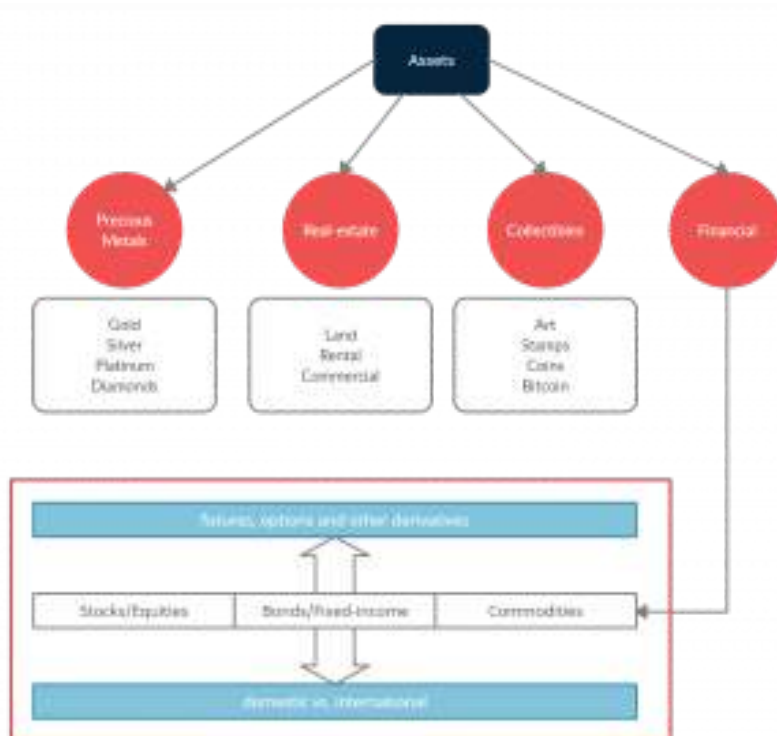 Assets
Precious
Metals
Real-estate
Collectibles
Financial
Gold
Silver
Platinum
Diamonds
Land
Rental
Commercial
Art
Stamps
Coins
Bitcoin
futures, options and other derivatives
Stocks/Equities
Bonds/Fixed-income
Commodities
domestic vs. international